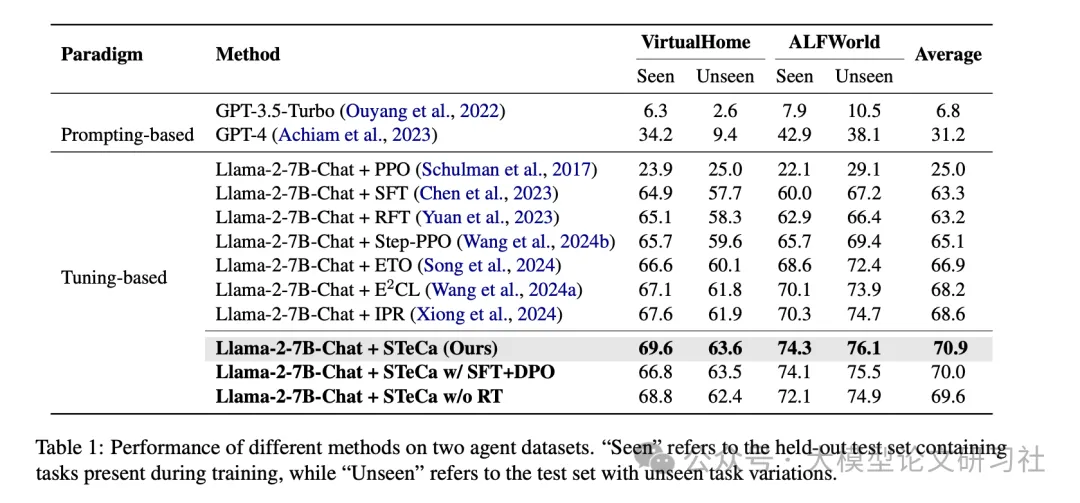 Paradigm Method VirtualHome ALFWorld Average
Seen Unseen Seen Unseen
Prompting-based
GPT-3.5-Turbo (Ouyang et al., 2022) 6.3 2.6 7.9 10.5 6.8
GPT-4 (Achiam et al., 2023) 34.2 9.4 42.9 38.1 31.2
Tuning-based
Llama-2-7B-Chat + PPO (Schulman et al., 2017) 23.9 25.0 22.1 29.1 25.0
Llama-2-7B-Chat + SFT (Chen et al., 2023) 64.9 57.7 60.0 67.2 63.3
Llama-2-7B-Chat + RFT (Yuan et al., 2023) 65.1 58.3 62.9 66.4 63.2
Llama-2-7B-Chat + Step-PPO (Wang et al., 2024b) 65.7 59.6 65.7 69.4 65.1
Llama-2-7B-Chat + ETO (Song et al., 2024) 66.6 60.1 68.6 72.4 66.9
Llama-2-7B-Chat + E²CL (Wang et al., 2024a) 67.1 61.8 70.1 73.9 68.2
Llama-2-7B-Chat + IPR (Xiong et al., 2024) 67.6 61.9 70.3 74.7 68.6
Llama-2-7B-Chat + STeCa (Ours) 69.6 63.6 74.3 76.1 70.9
Llama-2-7B-Chat + STeCa w/ SFT+DPO 66.8 63.5 74.1 75.5 70.0
Llama-2-7B-Chat + STeCa w/o RT 68.8 62.4 72.1 74.9 69.6
Table 1: Performance of different methods on two agent datasets. “Seen” refers to the held-out test set containing
tasks present during training, while “Unseen” refers to the test set with unseen task variations.
公众号 · 大模型论文研习社